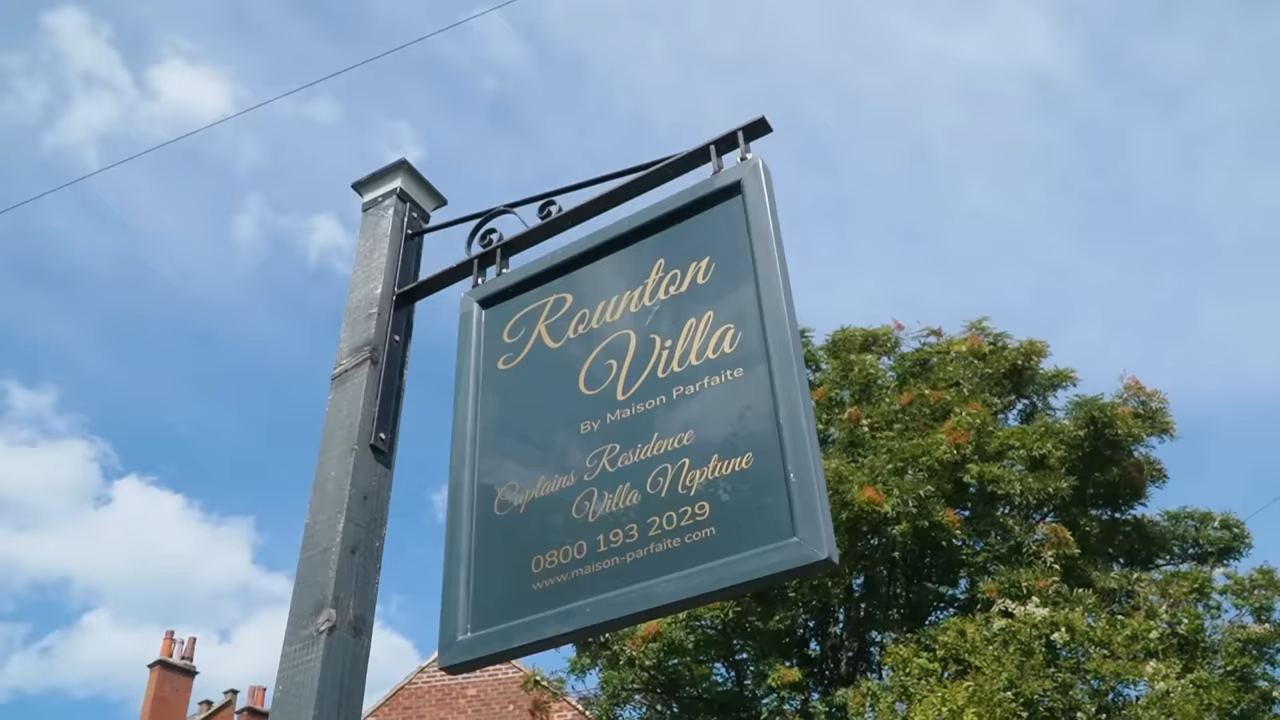 Rounton
Villa
By Maison Parfaite
Captains Residence
Villa Neptune
0800 193 2029
www.maison-parfaite.com